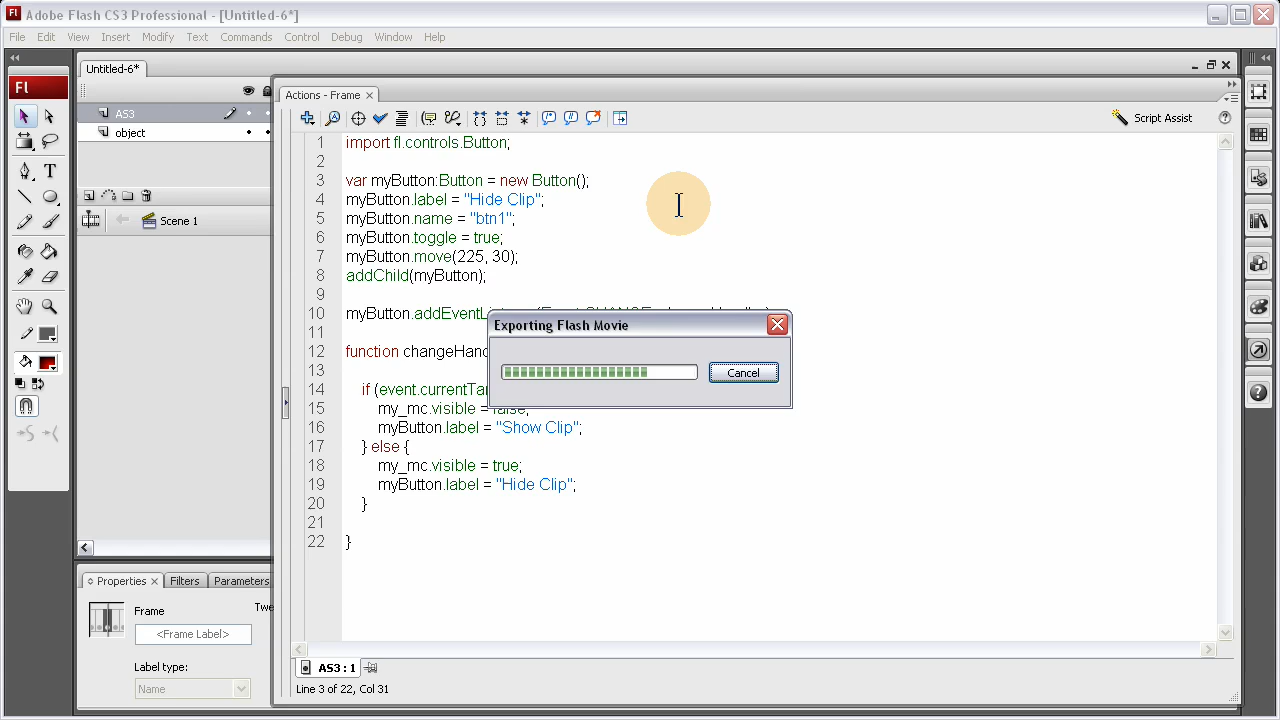 Adobe Flash CS3 Professional - [Untitled-6*]
File Edit View Insert Modify Text Commands Control Debug Window Help
Untitled-6*
Fl
Actions - Frame
AS3
object
Script Assist
Scene 1
1 import fl.controls.Button;
2
3 var myButton:Button = new Button();
4 myButton.label = "Hide Clip";
5 myButton.name = "btn1";
6 myButton.toggle = true;
7 myButton.move(225, 30);
8 addChild(myButton);
9
10 myButton.addEventL
11
12 function changeHan
13
14 if (event.currentTa
15 my_mc.visible = false;
16 myButton.label = "Show Clip";
17 } else {
18 my_mc.visible = true;
19 myButton.label = "Hide Clip";
20 }
21
22 }
Exporting Flash Movie
Cancel
Properties Filters Parameters
Frame
Twe
<Frame Label>
Label type:
Name
AS3 : 1
Line 3 of 22, Col 31